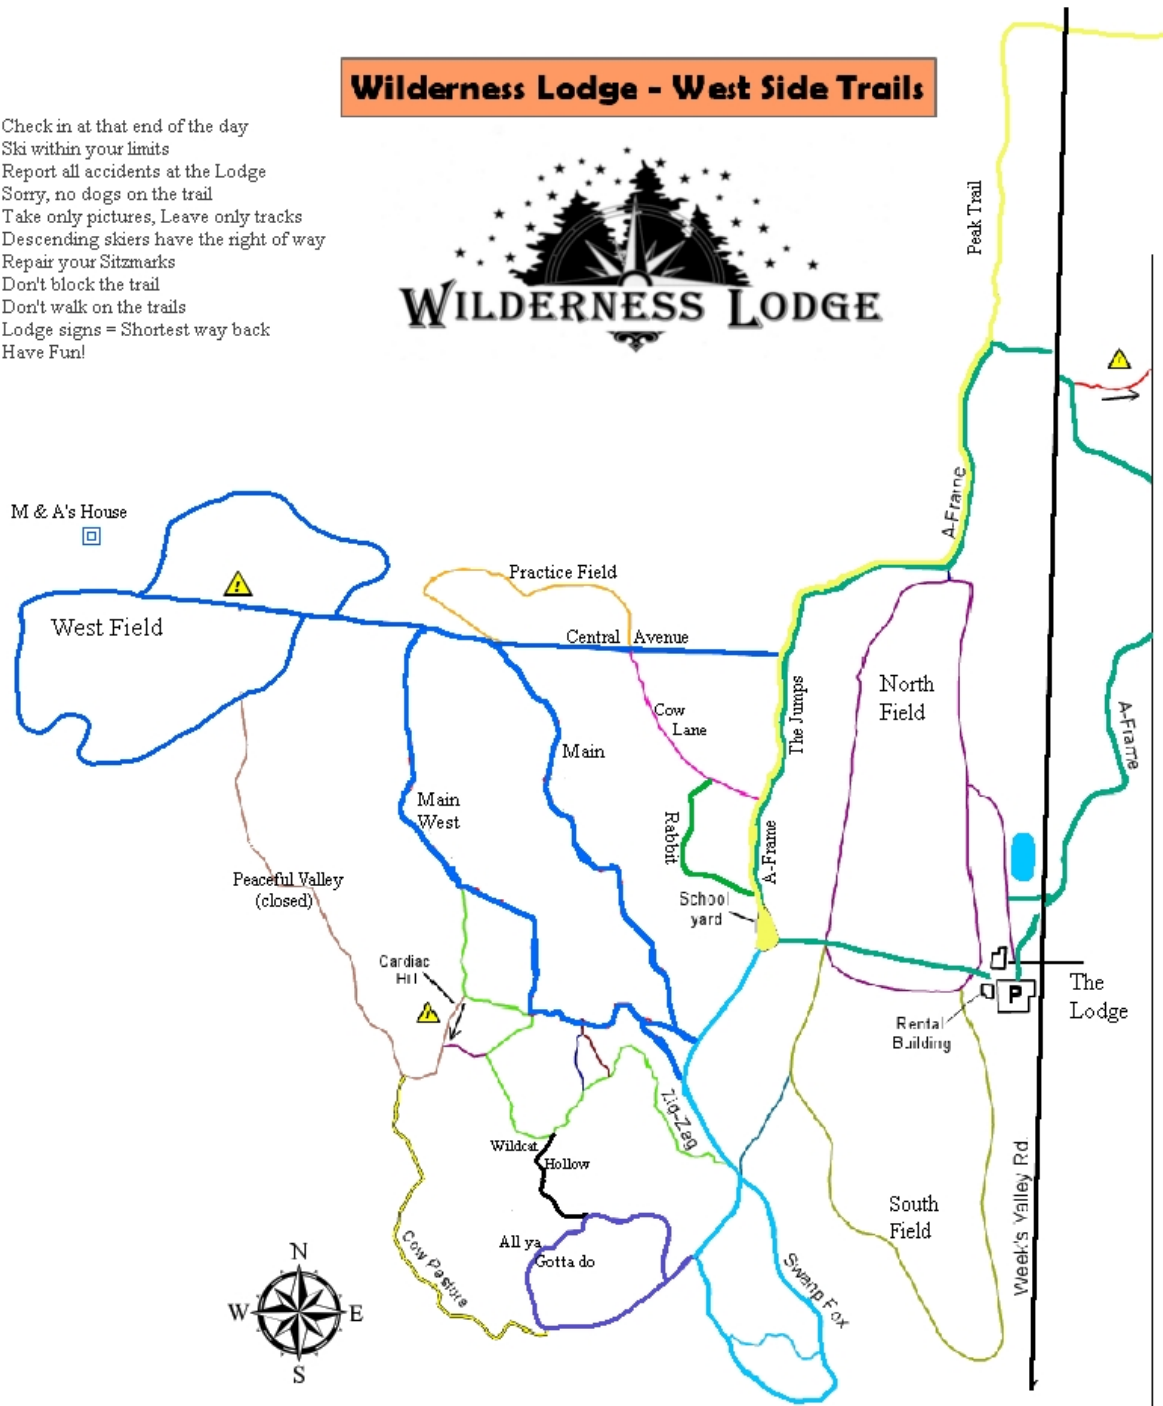 Wilderness Lodge - West Side Trails
Check in at that end of the day
Ski within your limits
Report all accidents at the Lodge
Sorry, no dogs on the trail
Take only pictures, Leave only tracks
Descending skiers have the right of way
Repair your Sitzmarks
Don't block the trail
Don't walk on the trails
Lodge signs = Shortest way back
Have Fun!
WILDERNESS LODGE
Peak Trail
A-Frame
M & A's House
Practice Field
West Field
Central Avenue
North
Field
The Jumps
Cow
Lane
A-Frame
Main
Main
West
Rabbit
A-Frame
Peaceful Valley
(closed)
School
yard
Cardiac
Hill
The
Lodge
P
Rental
Building
Zig-Zag
Wildcat
Hollow
Week's Valley Rd.
South
Field
All ya
Gotta do
Cow Pasture
Swamp Fox
N
W
E
S